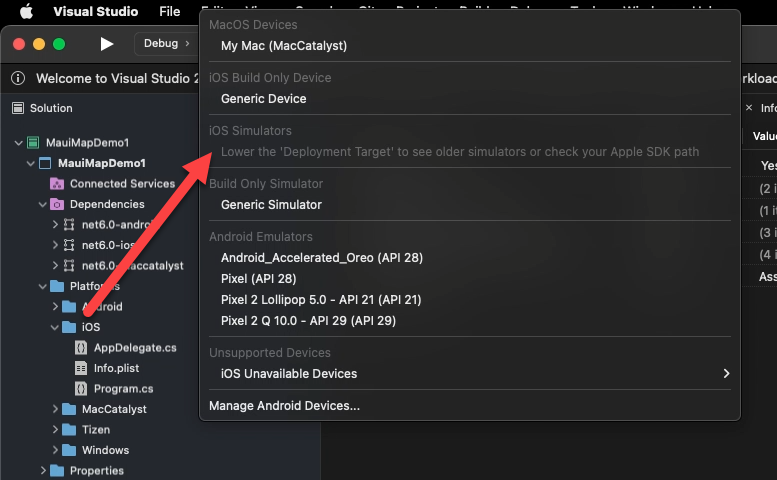 Visual Studio File
Debug ›
MacOS Devices
My Mac (MacCatalyst)
iOS Build Only Device
Generic Device
iOS Simulators
Lower the 'Deployment Target' to see older simulators or check your Apple SDK path
Build Only Simulator
Generic Simulator
Android Emulators
Android_Accelerated_Oreo (API 28)
Pixel (API 28)
Pixel 2 Lollipop 5.0 - API 21 (API 21)
Pixel 2 Q 10.0 - API 29 (API 29)
Unsupported Devices
iOS Unavailable Devices
Manage Android Devices...
Welcome to Visual Studio 2
Solution
MauiMapDemo1
MauiMapDemo1
Connected Services
Dependencies
net6.0-andro
net6.0-ios
net6.0-maccatalyst
Platforms
Android
iOS
AppDelegate.cs
Info.plist
Program.cs
MacCatalyst
Tizen
Windows
Properties
rkload
Info
Value
Yes
(2 i
(1 it
(3 i
(4 i
Ass